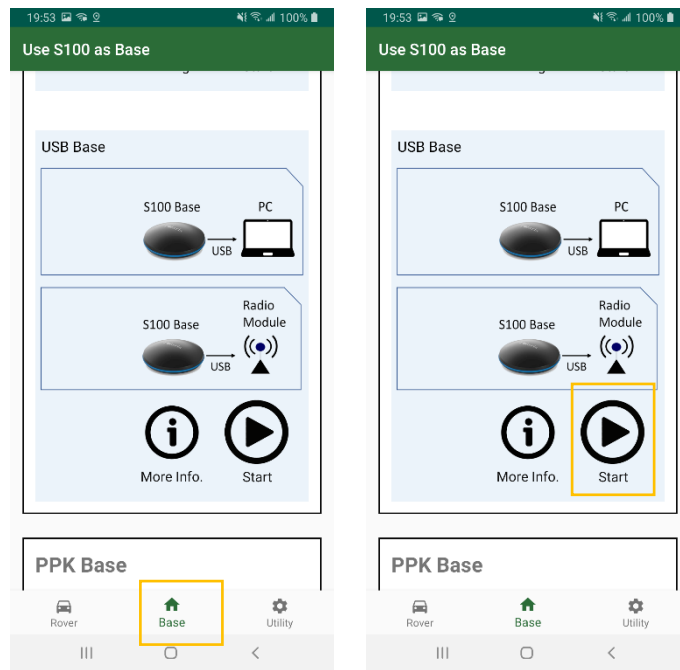 19:53 100%
Use S100 as Base
USB Base
S100 Base PC
USB
Radio
Module
S100 Base
USB
More Info. Start
PPK Base
Rover Base Utility
19:53 100%
Use S100 as Base
USB Base
S100 Base PC
USB
Radio
Module
S100 Base
USB
More Info. Start
PPK Base
Rover Base Utility